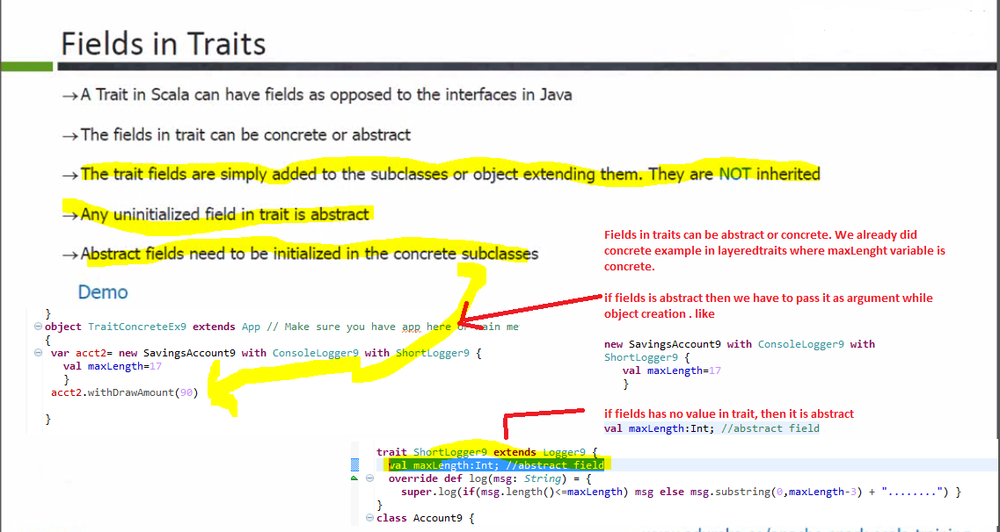 Fields in Traits
→A Trait in Scala can have fields as opposed to the interfaces in Java
→The fields in trait can be concrete or abstract
→The trait fields are simply added to the subclasses or object extending them. They are NOT inherited
→Any uninitialized field in trait is abstract
→Abstract fields need to be initialized in the concrete subclasses
Demo
}
object TraitConcreteEx9 extends App // Make sure you have app here or main me
{
var acct2= new SavingsAccount9 with ConsoleLogger9 with ShortLogger9 {
val maxLength=17
}
acct2.withDrawAmount(90)
}
Fields in traits can be abstract or concrete. We already did
concrete example in layeredtraits where maxLenght variable is
concrete.
if fields is abstract then we have to pass it as argument while
object creation . like
new SavingsAccount9 with ConsoleLogger9 with
ShortLogger9 {
val maxLength=17
}
if fields has no value in trait, then it is abstract
val maxLength:Int; //abstract field
trait ShortLogger9 extends Logger9 {
val maxLength:Int; //abstract field
override def log(msg: String) = {
super.log(if(msg.length()<=maxLength) msg else msg.substring(0,maxLength-3) + "........") }
}
class Account9 {